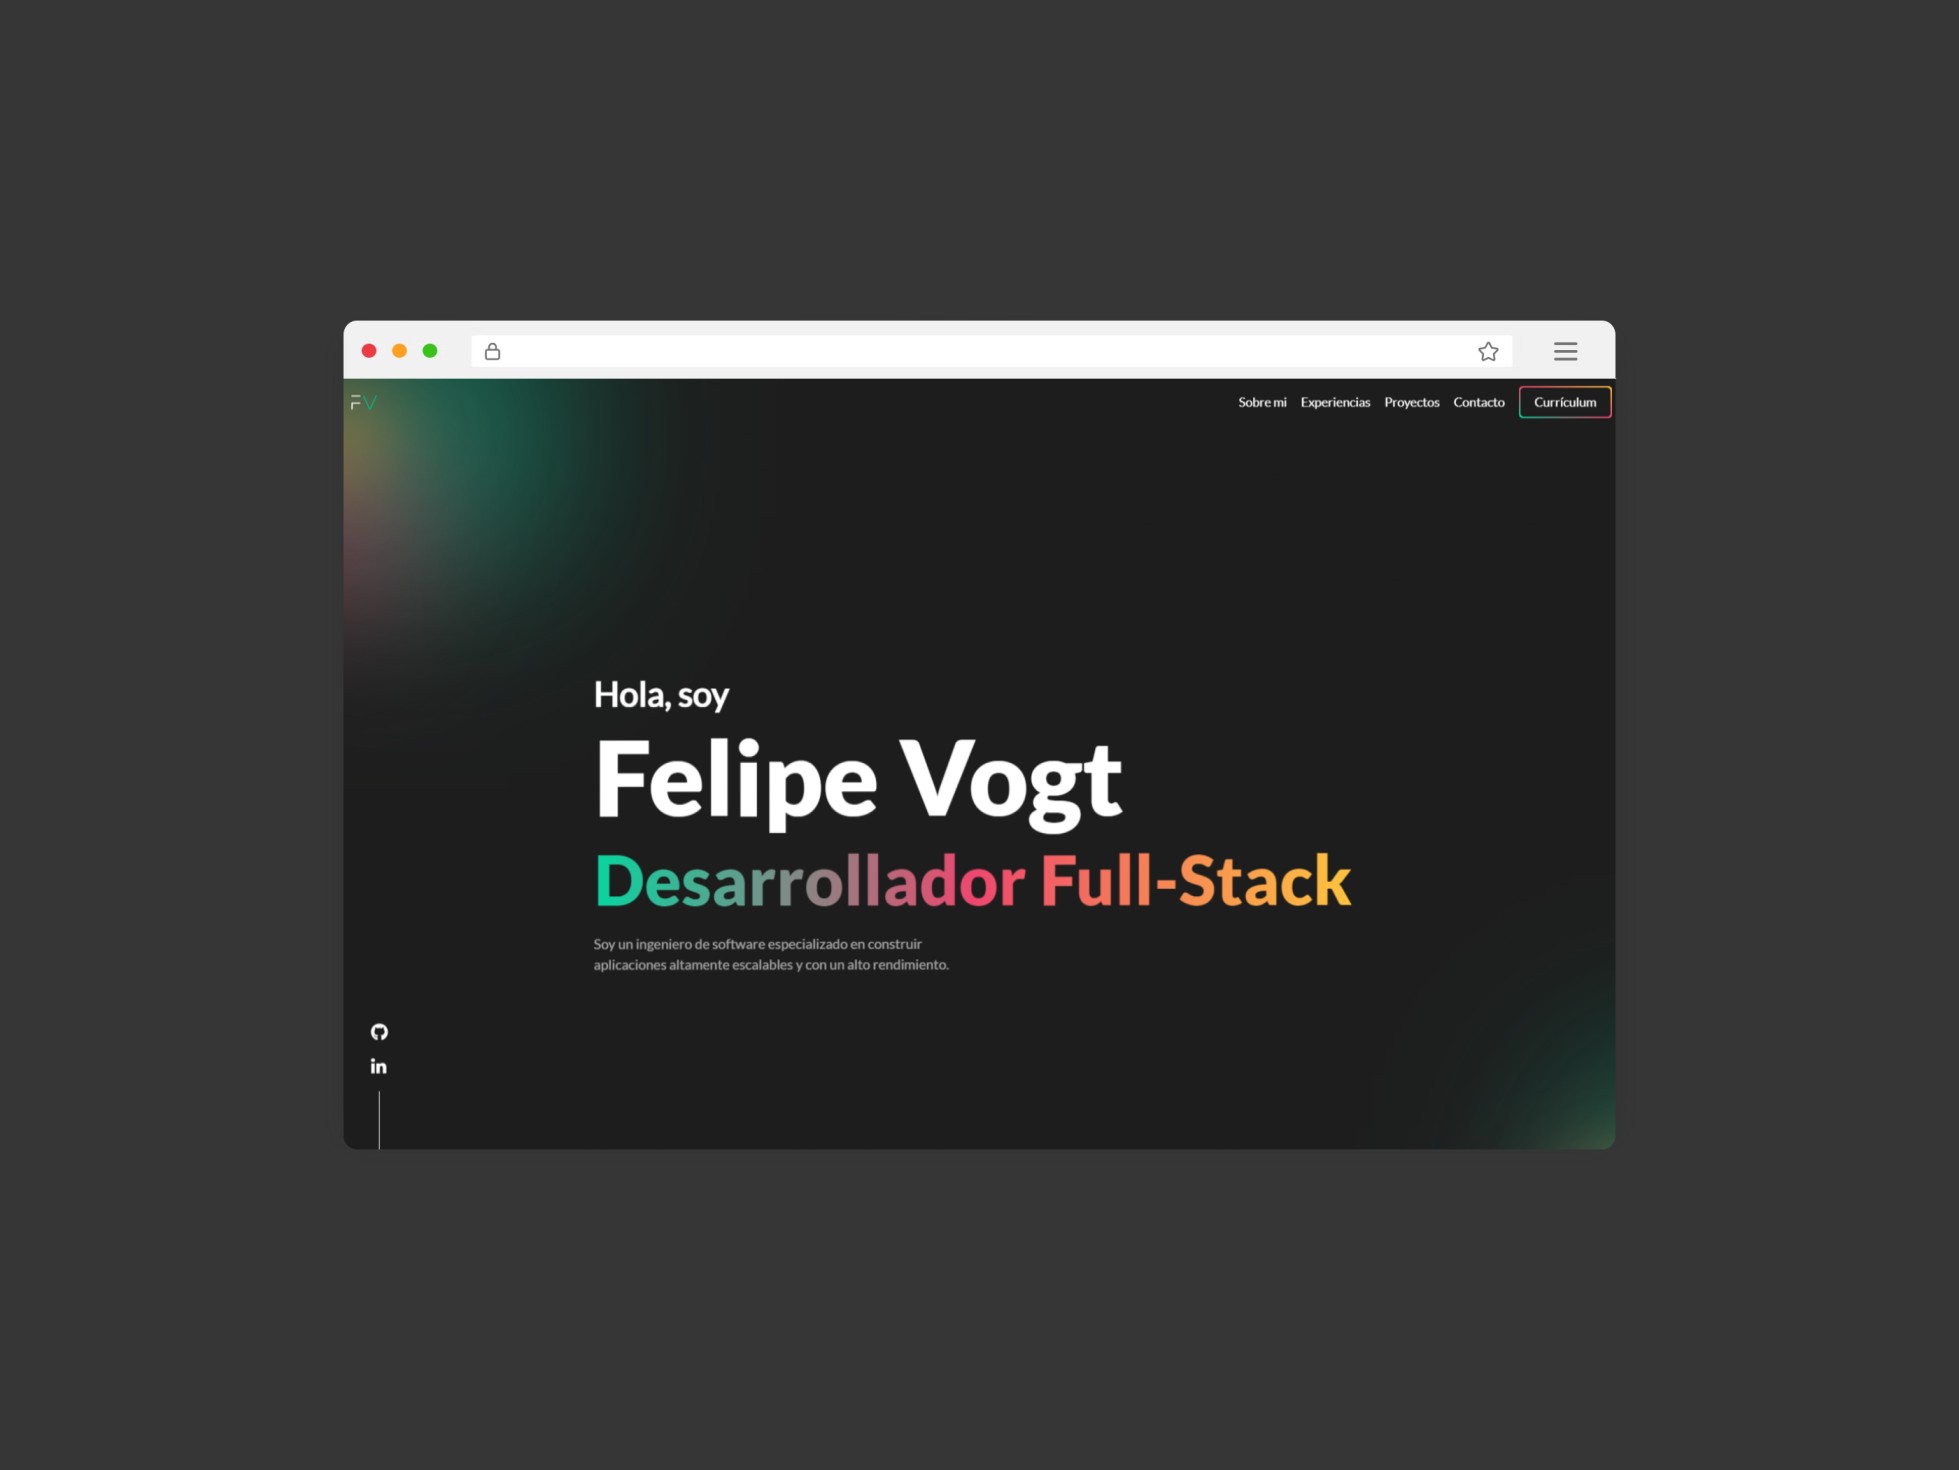 FV
Sobre mi Experiencias Proyectos Contacto Currículum
Hola, soy
Felipe Vogt
Desarrollador Full-Stack
Soy un ingeniero de software especializado en construir
aplicaciones altamente escalables y con un alto rendimiento.
in